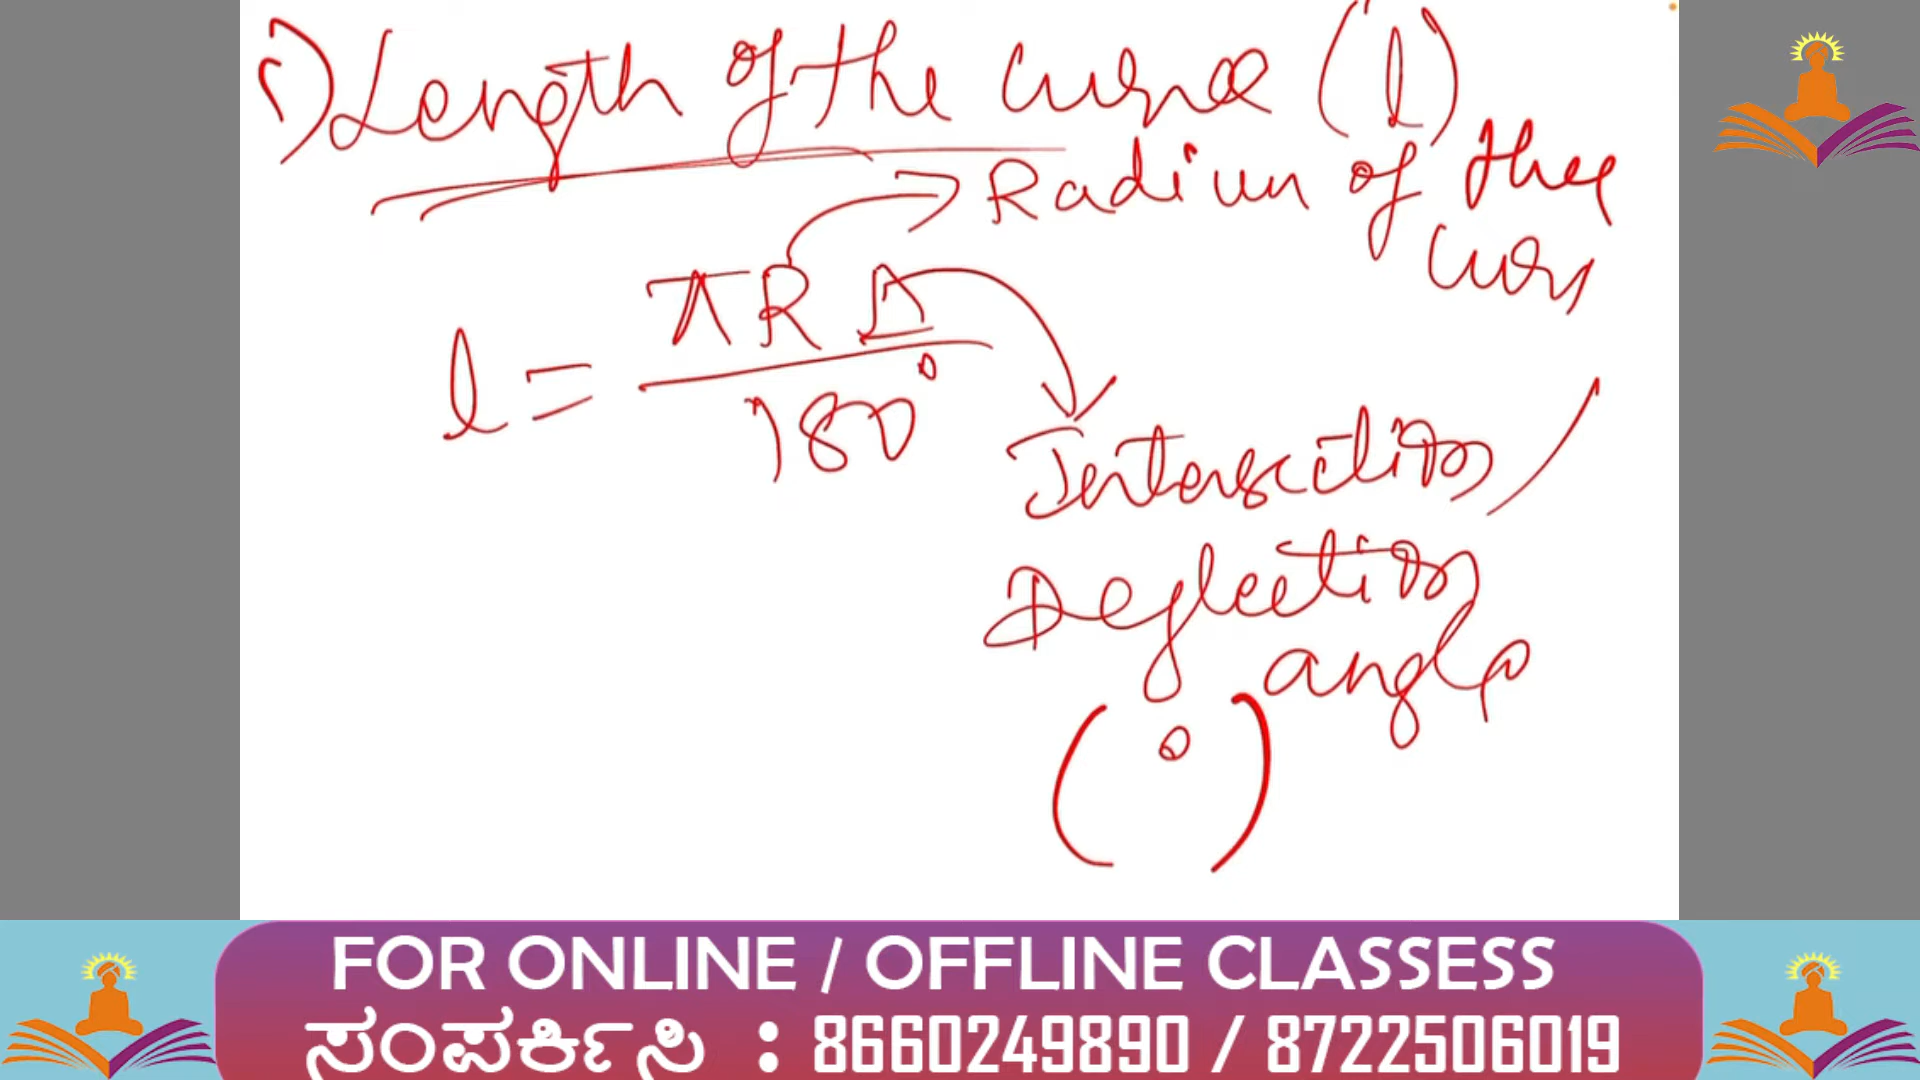 1) Length of the curve (l)
Radius of the
curve
l = πRΔ / 180°
Intersection /
Deflection
angle
( ° )
FOR ONLINE / OFFLINE CLASSESS
ಸಂಪರ್ಕಿಸಿ : 8660249890 / 8722506019